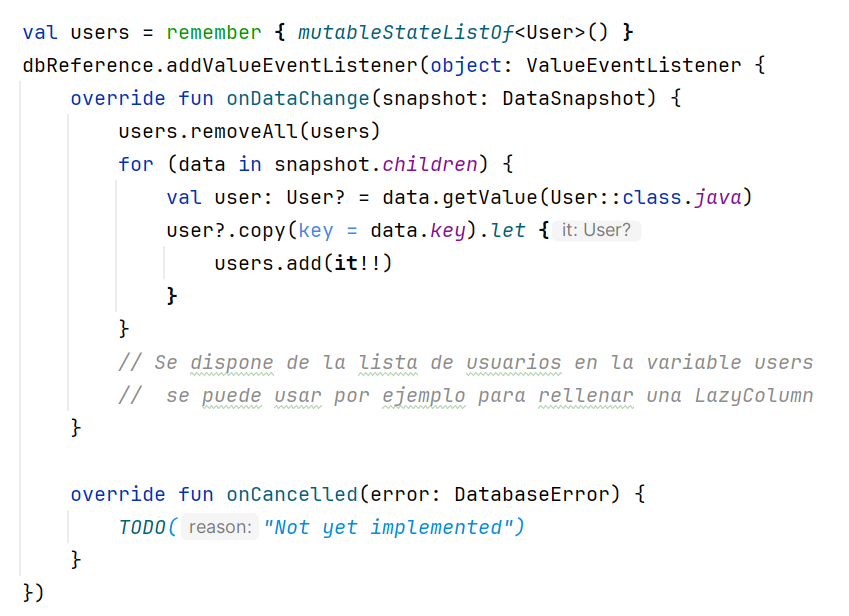 val users = remember { mutableStateListOf<User>() }
dbReference.addValueEventListener(object: ValueEventListener {
override fun onDataChange(snapshot: DataSnapshot) {
users.removeAll(users)
for (data in snapshot.children) {
val user: User? = data.getValue(User::class.java)
user?.copy(key = data.key).let { it: User?
users.add(it!!)
}
}
// Se dispone de la lista de usuarios en la variable users
//  se puede usar por ejemplo para rellenar una LazyColumn
}
override fun onCancelled(error: DatabaseError) {
TODO( reason: "Not yet implemented")
}
})